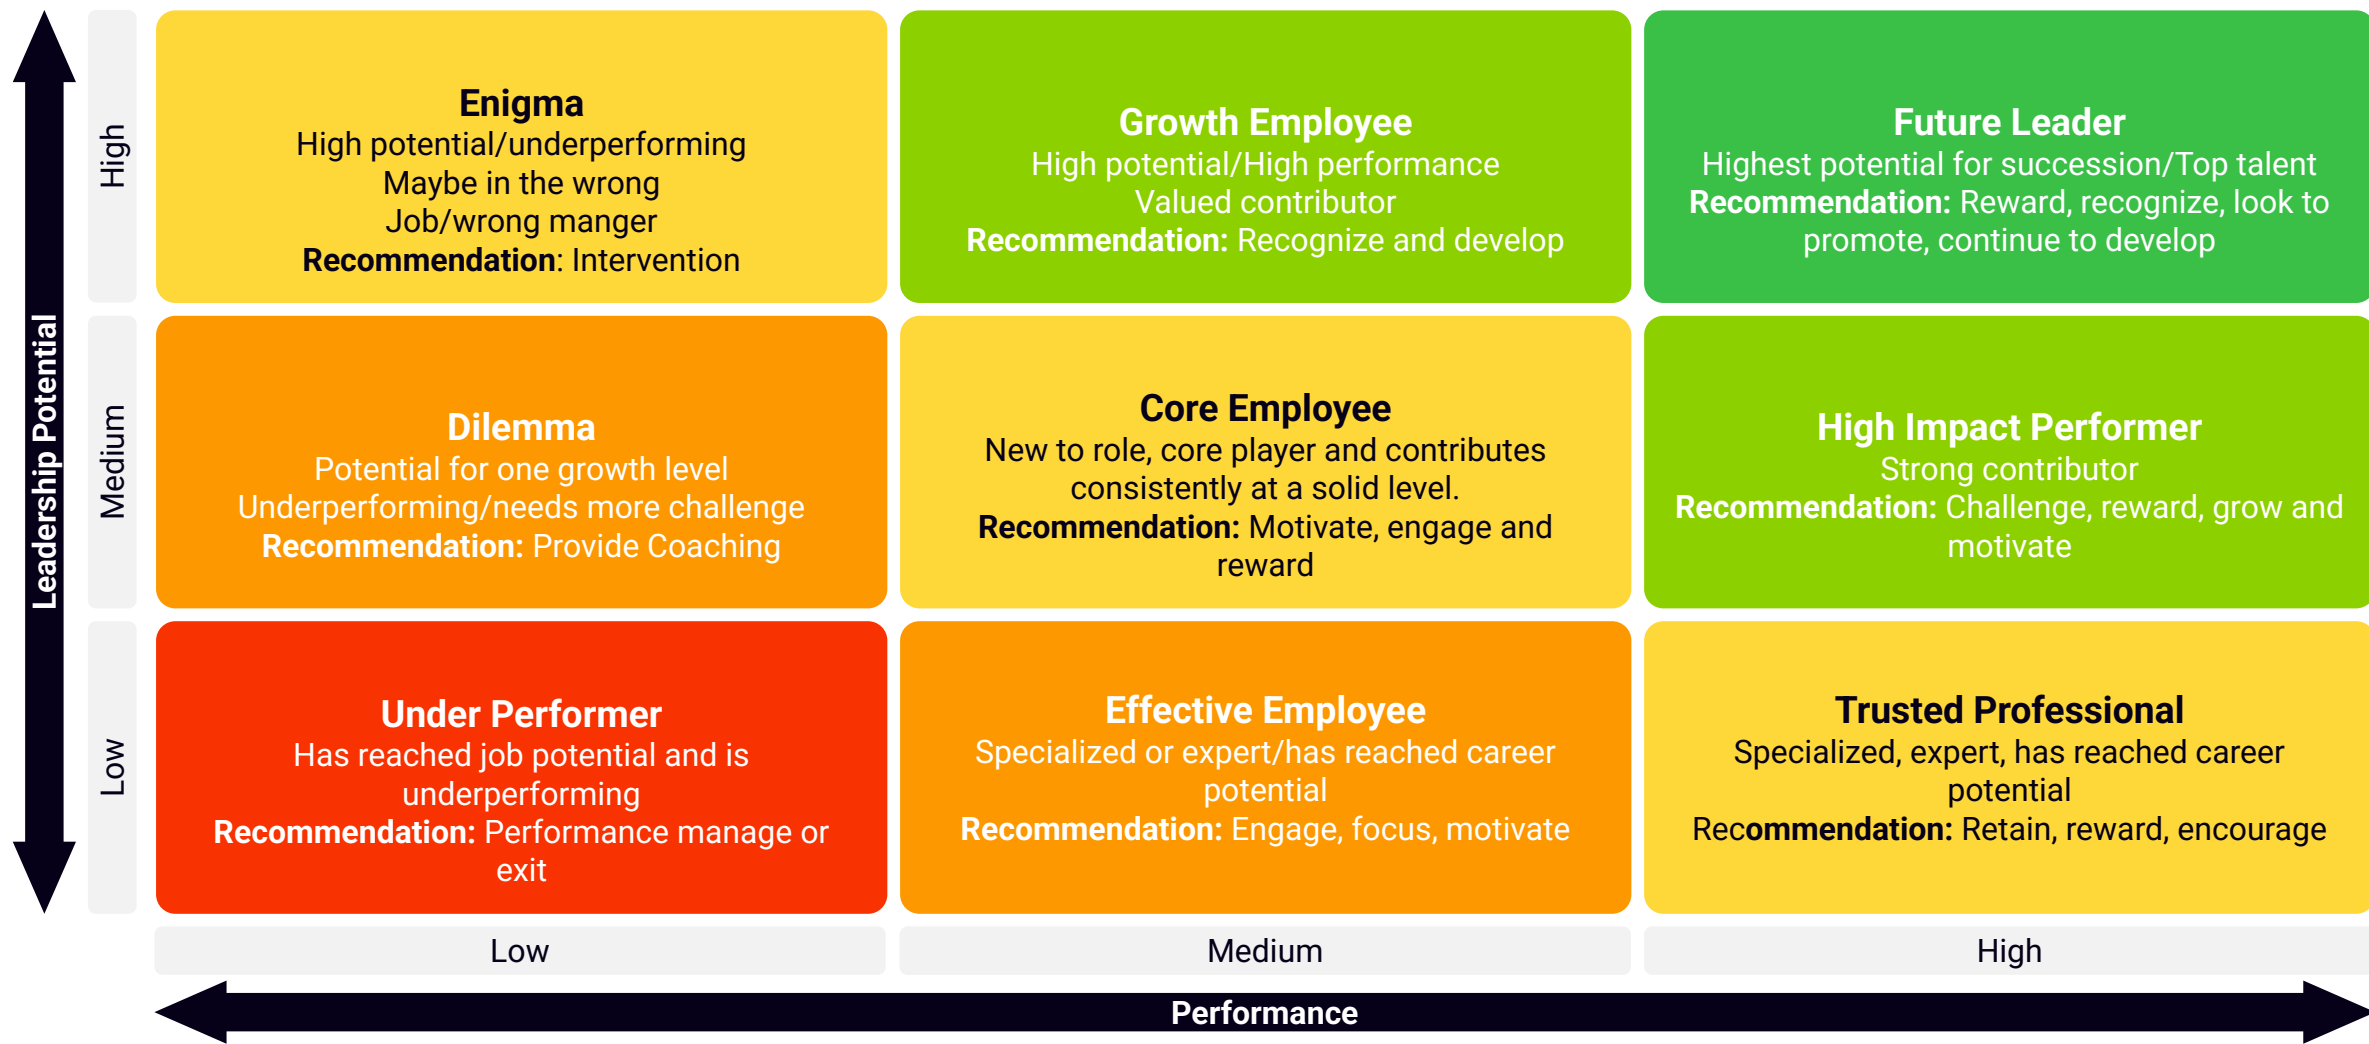 Leadership Potential
High
Enigma
High potential/underperforming
Maybe in the wrong
Job/wrong manger
Recommendation: Intervention
Growth Employee
High potential/High performance
Valued contributor
Recommendation: Recognize and develop
Future Leader
Highest potential for succession/Top talent
Recommendation: Reward, recognize, look to
promote, continue to develop
Medium
Dilemma
Potential for one growth level
Underperforming/needs more challenge
Recommendation: Provide Coaching
Core Employee
New to role, core player and contributes
consistently at a solid level.
Recommendation: Motivate, engage and
reward
High Impact Performer
Strong contributor
Recommendation: Challenge, reward, grow and
motivate
Low
Under Performer
Has reached job potential and is
underperforming
Recommendation: Performance manage or
exit
Effective Employee
Specialized or expert/has reached career
potential
Recommendation: Engage, focus, motivate
Trusted Professional
Specialized, expert, has reached career
potential
Recommendation: Retain, reward, encourage
Low
Medium
High
Performance